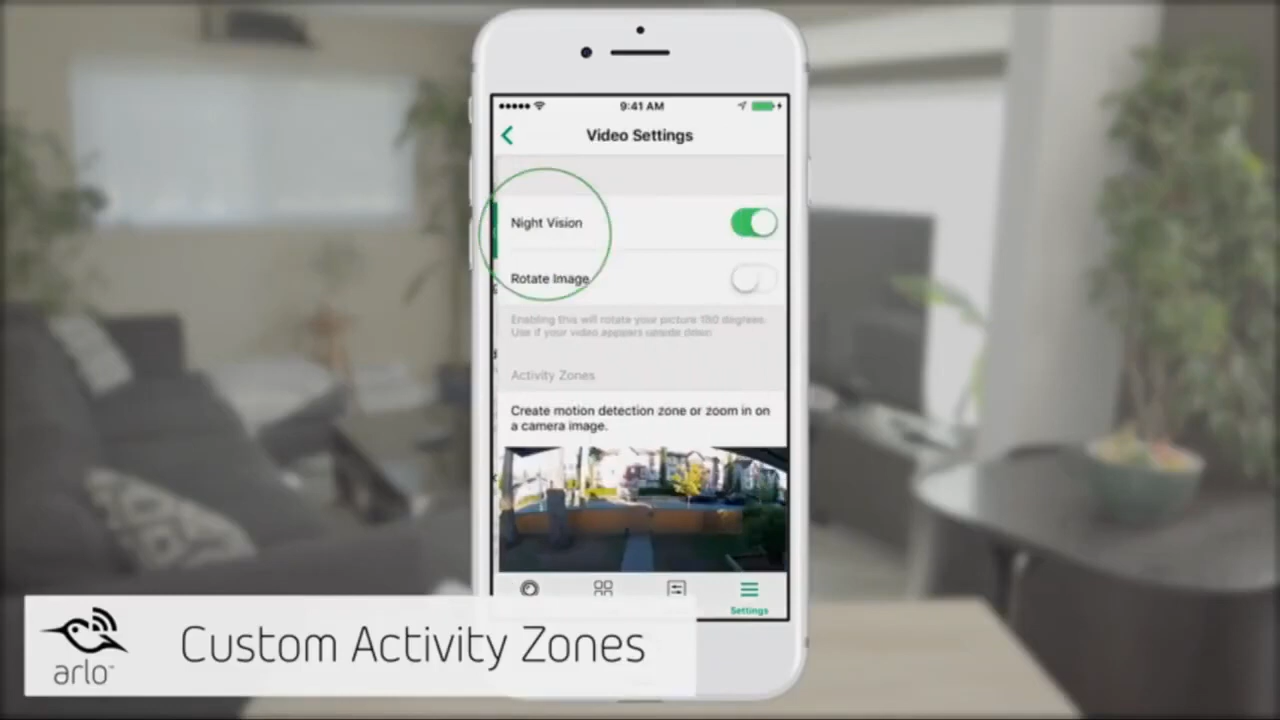 9:41 AM
Video Settings
Night Vision
Rotate Image
Enabling this will rotate your picture 180 degrees.
Use if your video appears upside down
Activity Zones
Create motion detection zone or zoom in on
a camera image.
Settings
arlo™
Custom Activity Zones